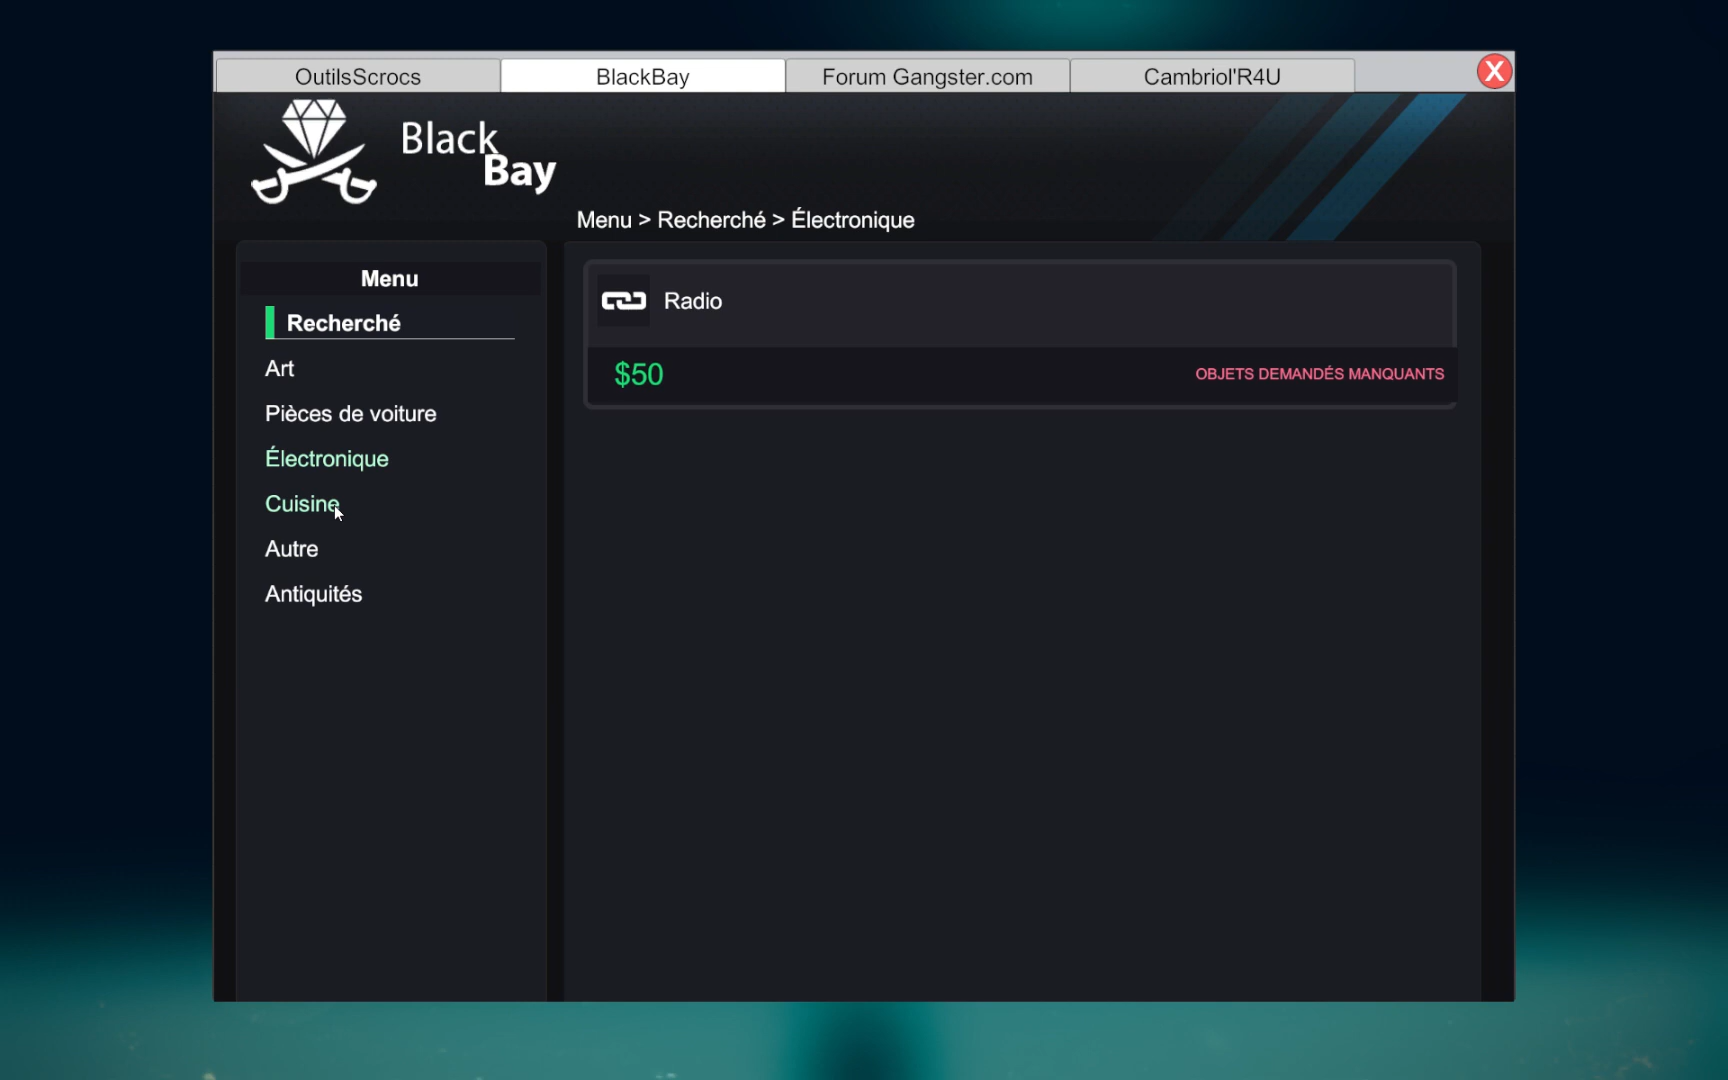 OutilsScrocs
BlackBay
Forum Gangster.com
Cambriol'R4U
X
Black
Bay
Menu > Recherché > Électronique
Menu
Recherché
Art
Pièces de voiture
Électronique
Cuisine
Autre
Antiquités
Radio
$50
OBJETS DEMANDÉS MANQUANTS